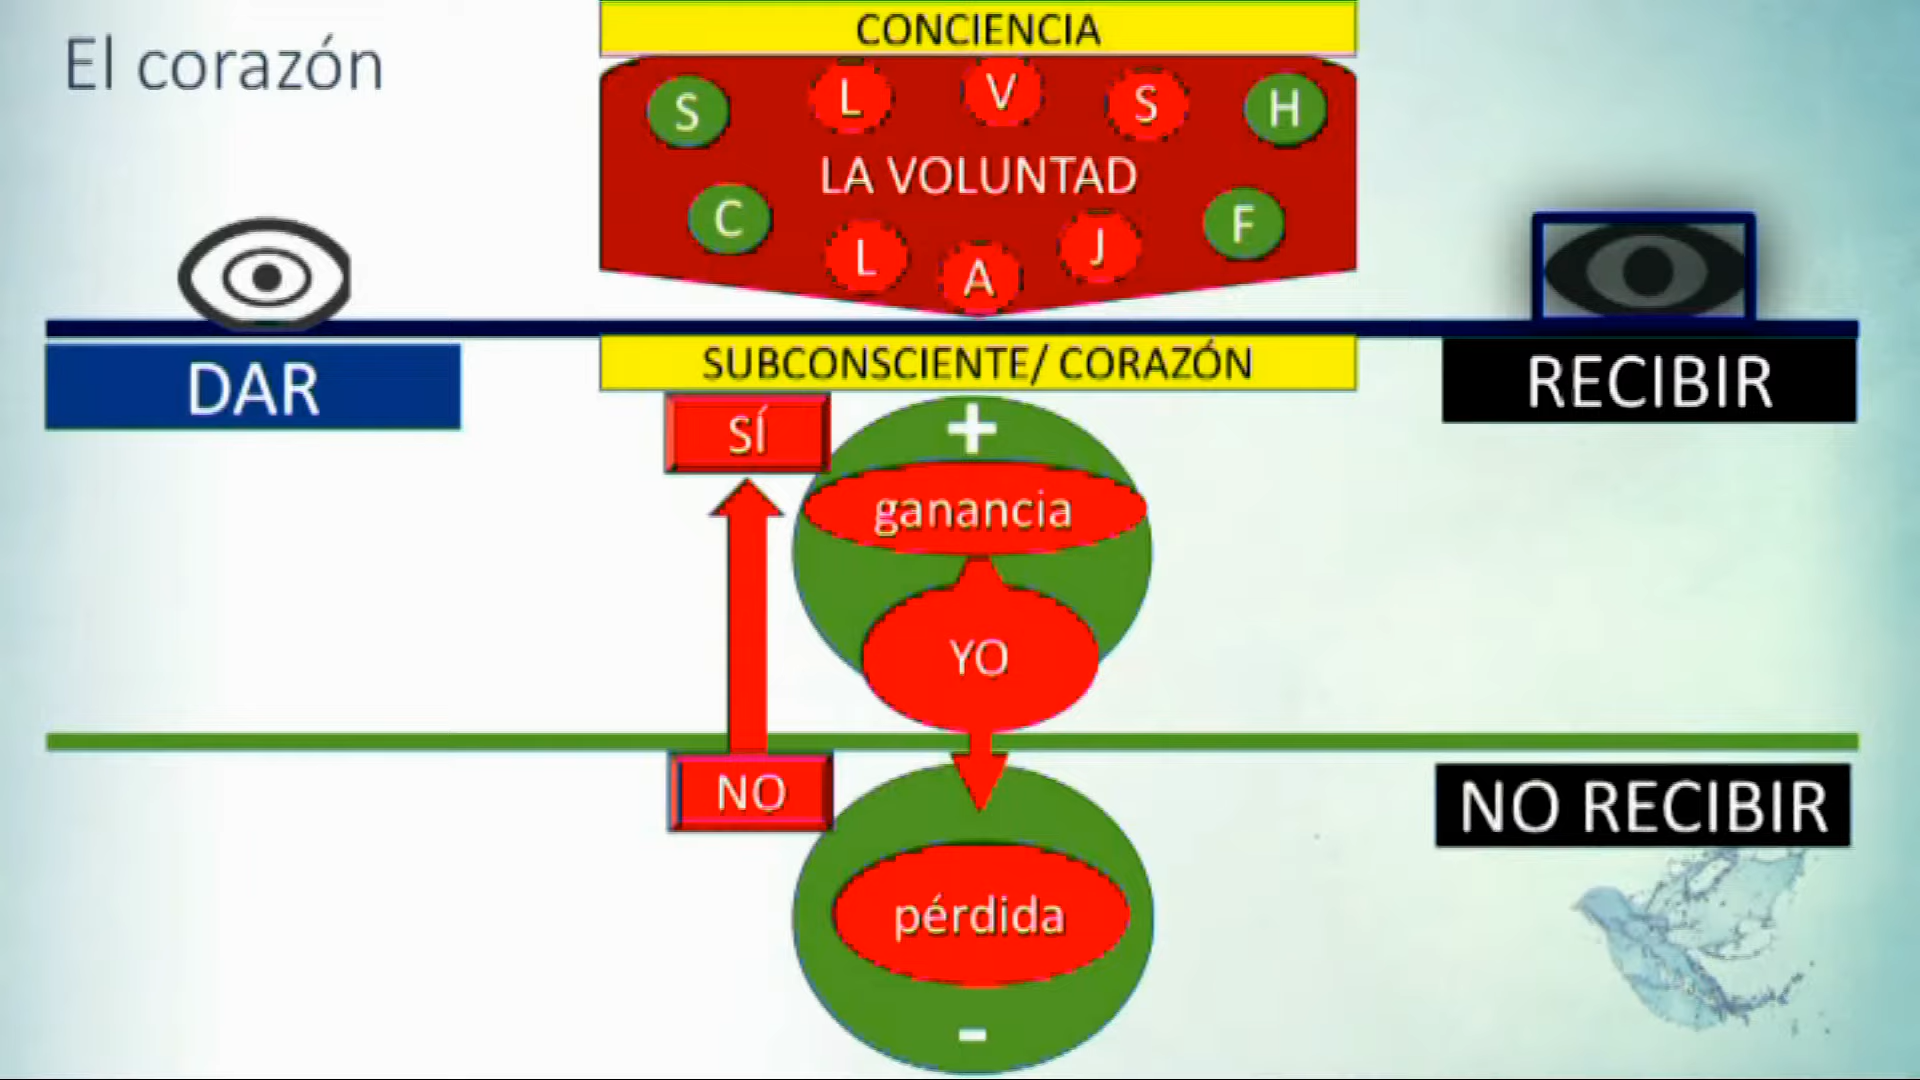 El corazón
CONCIENCIA
S L V S H
LA VOLUNTAD
C L A J F
DAR
SUBCONSCIENTE/ CORAZÓN
RECIBIR
SÍ
+
ganancia
YO
NO
NO RECIBIR
pérdida
-